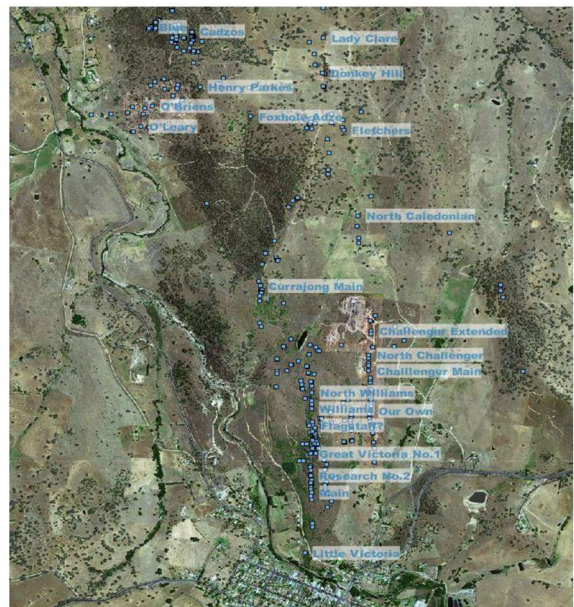 Blue
Cadzos
Lady Clare
Donkey Hill
Henry Parkes
O'Briens
Foxhole Adze
O'Leary
Fletchers
North Caledonian
Currajong Main
Challenger Extended
North Challenger
Challlenger Main
North Williams
Williams
Our Own
Flagstaff?
Great Victoria No.1
Research No.2
Main
Little Victoria